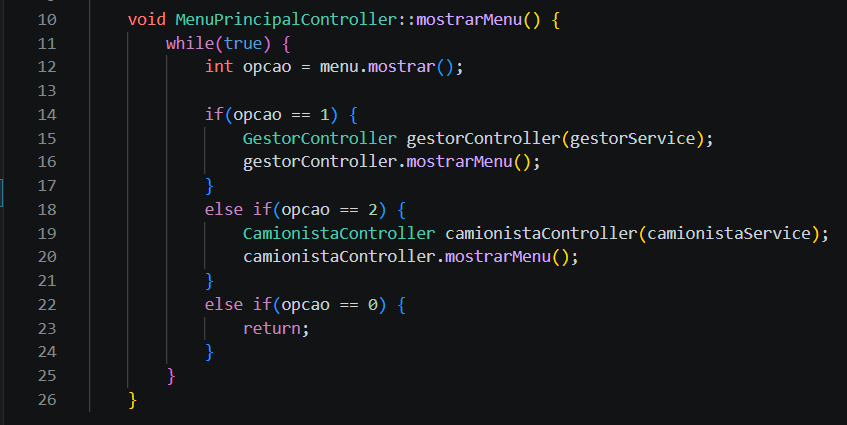 10 void MenuPrincipalController::mostrarMenu() {
11 while(true) {
12 int opcao = menu.mostrar();
13
14 if(opcao == 1) {
15 GestorController gestorController(gestorService);
16 gestorController.mostrarMenu();
17 }
18 else if(opcao == 2) {
19 CamionistaController camionistaController(camionistaService);
20 camionistaController.mostrarMenu();
21 }
22 else if(opcao == 0) {
23 return;
24 }
25 }
26 }